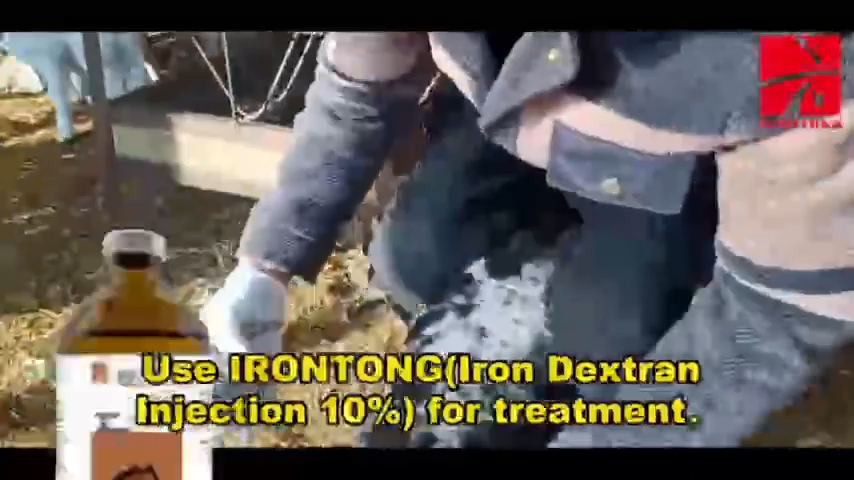 Use IRONTONG(Iron Dextran
Injection 10%) for treatment.